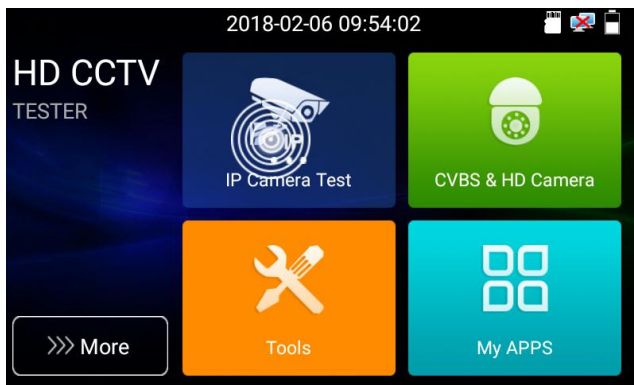 2018-02-06 09:54:02
HD CCTV
TESTER
IP
IP Camera Test
CVBS & HD Camera
Tools
My APPS
>>> More